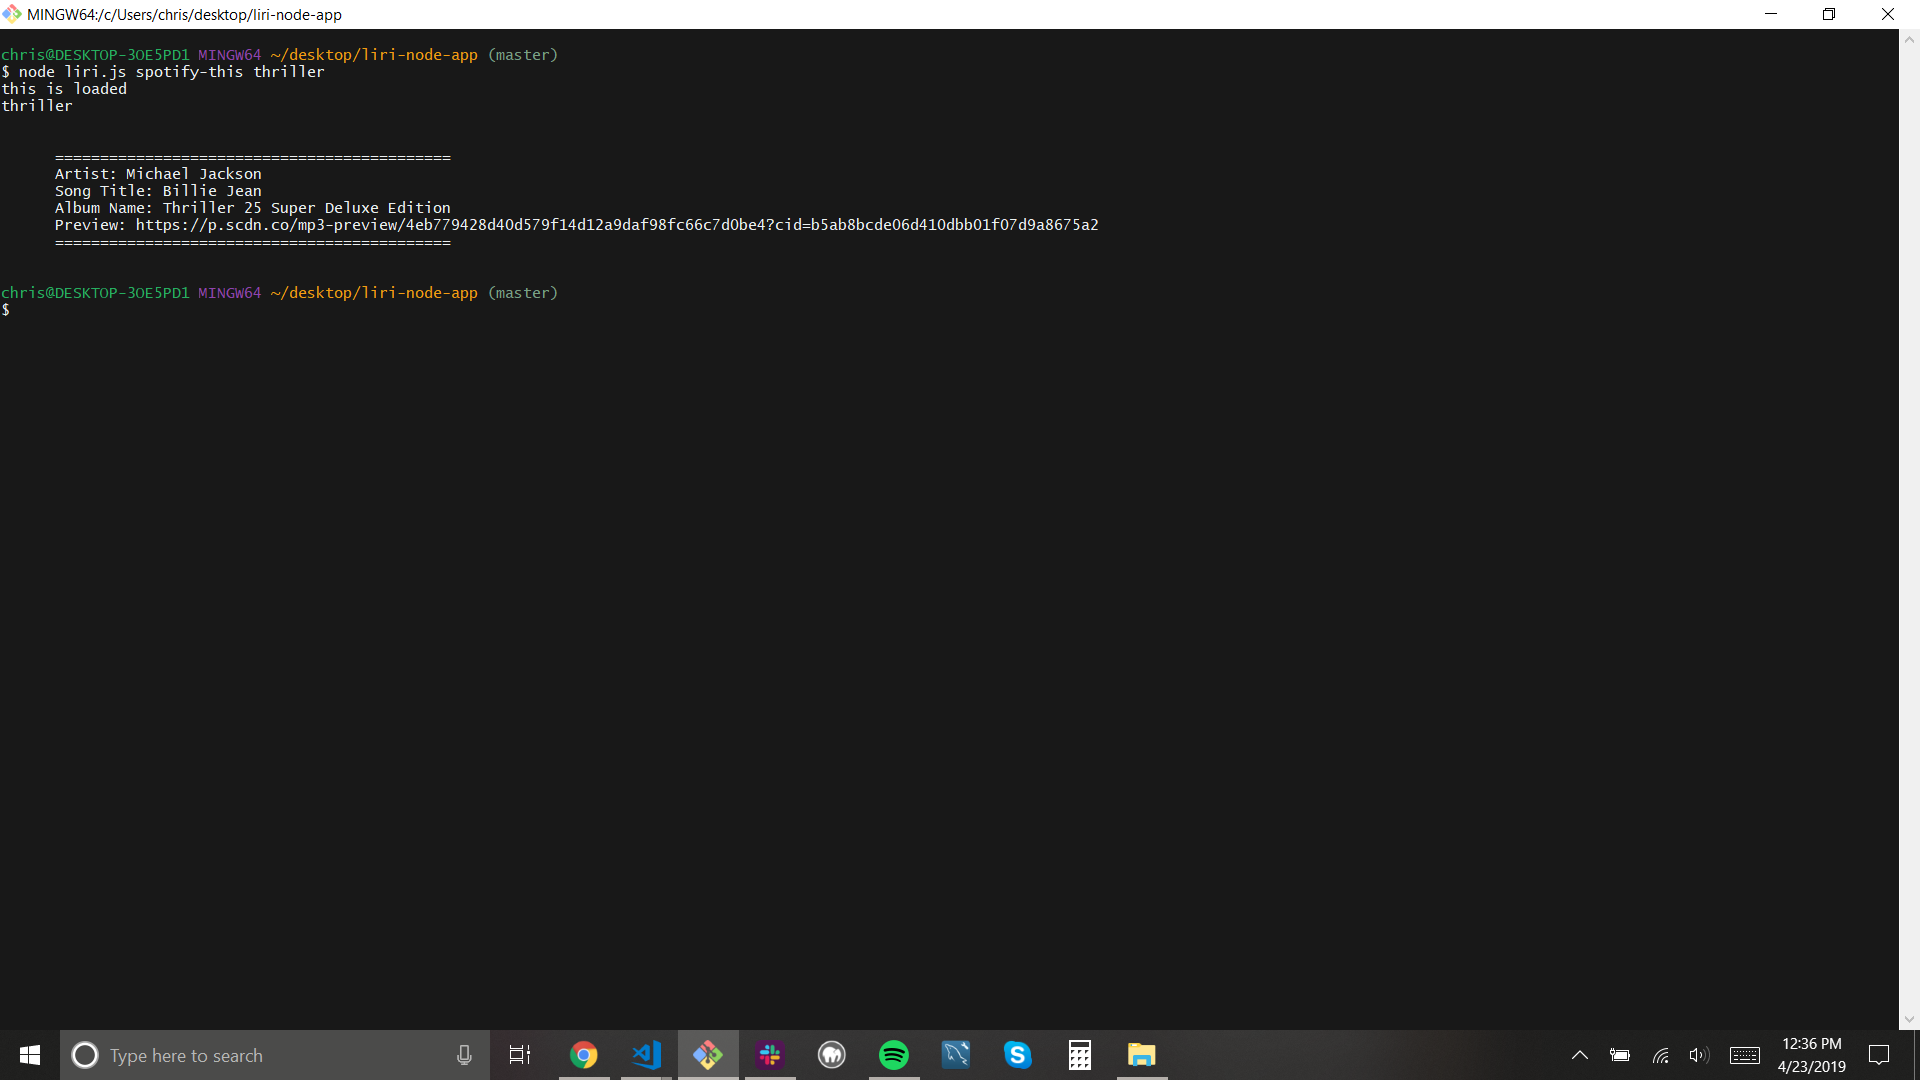 MINGW64:/c/Users/chris/desktop/liri-node-app
chris@DESKTOP-3OE5PD1 MINGW64 ~/desktop/liri-node-app (master)
$ node liri.js spotify-this thriller
this is loaded
thriller
============================================
Artist: Michael Jackson
Song Title: Billie Jean
Album Name: Thriller 25 Super Deluxe Edition
Preview: https://p.scdn.co/mp3-preview/4eb779428d40d579f14d12a9daf98fc66c7d0be4?cid=b5ab8bcde06d410dbb01f07d9a8675a2
============================================
chris@DESKTOP-3OE5PD1 MINGW64 ~/desktop/liri-node-app (master)
$
Type here to search
12:36 PM
4/23/2019